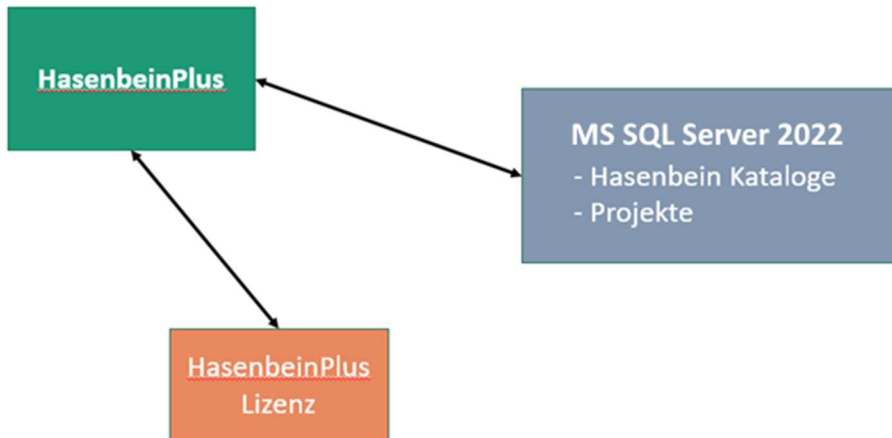 HasenbeinPlus
MS SQL Server 2022
- Hasenbein Kataloge
- Projekte
HasenbeinPlus
Lizenz